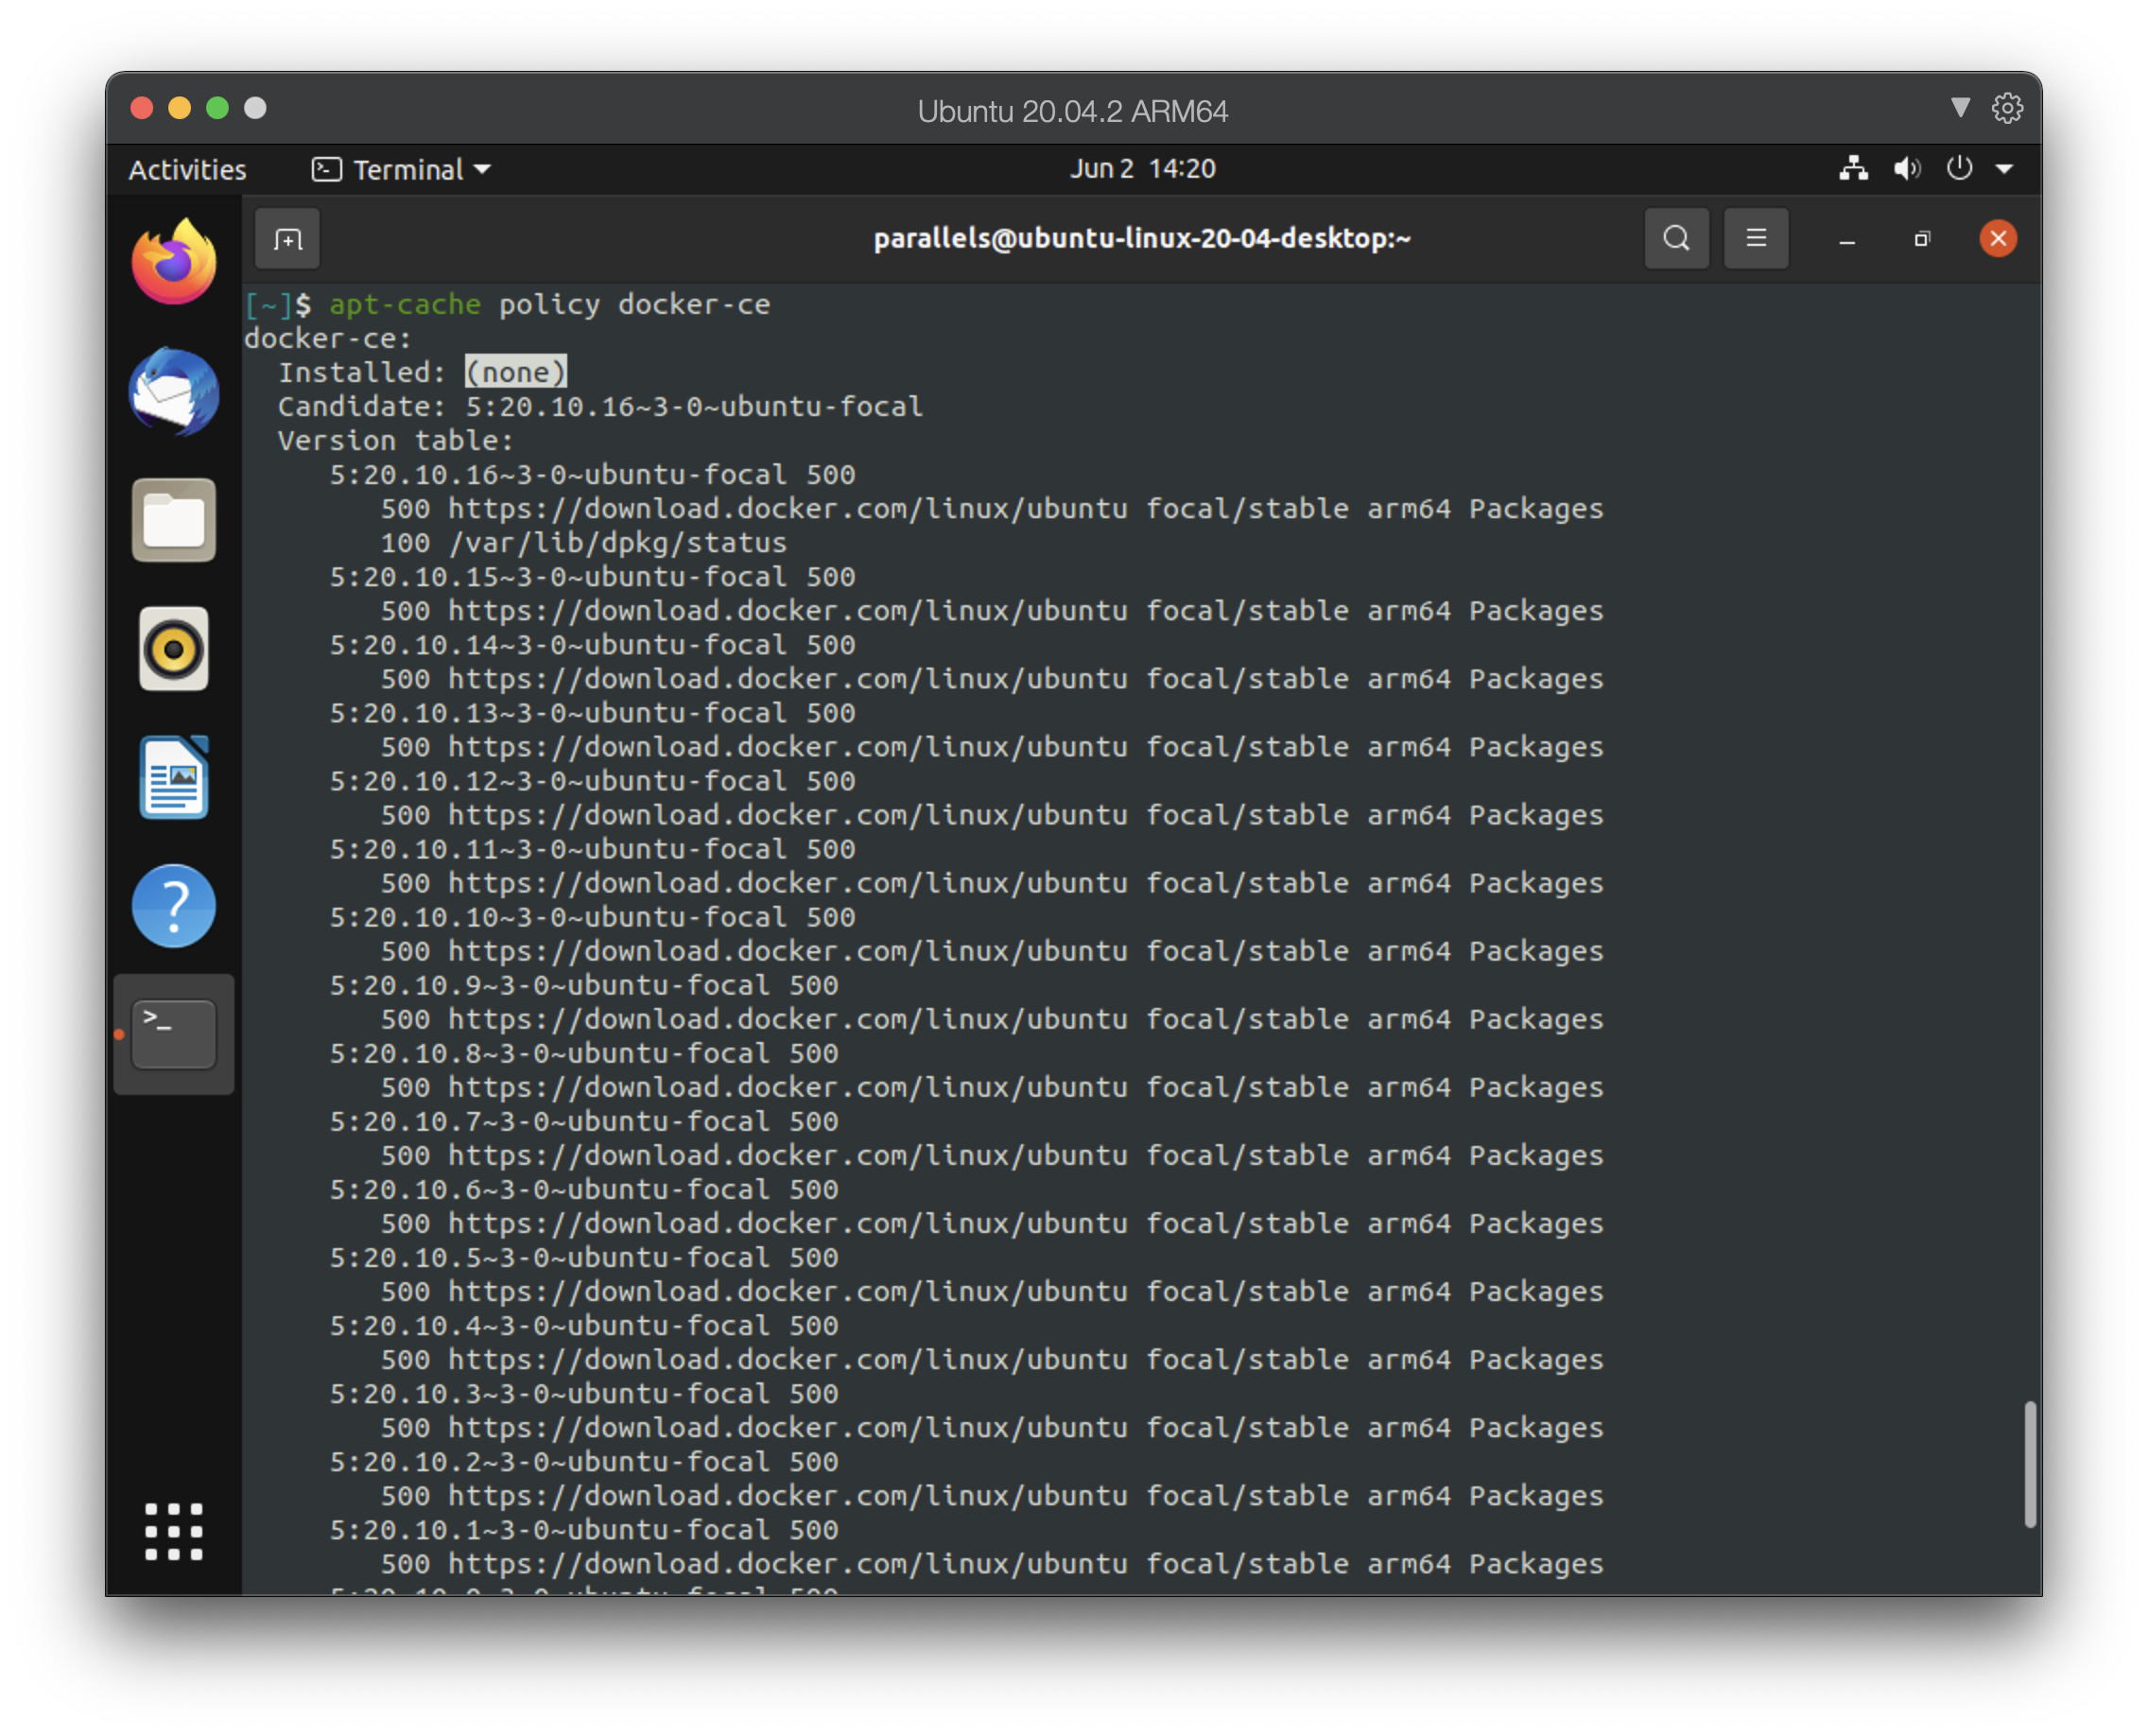 Ubuntu 20.04.2 ARM64
Activities
Terminal
Jun 2 14:20
parallels@ubuntu-linux-20-04-desktop:~
[~]$ apt-cache policy docker-ce
docker-ce:
  Installed: (none)
  Candidate: 5:20.10.16~3-0~ubuntu-focal
  Version table:
     5:20.10.16~3-0~ubuntu-focal 500
        500 https://download.docker.com/linux/ubuntu focal/stable arm64 Packages
        100 /var/lib/dpkg/status
     5:20.10.15~3-0~ubuntu-focal 500
        500 https://download.docker.com/linux/ubuntu focal/stable arm64 Packages
     5:20.10.14~3-0~ubuntu-focal 500
        500 https://download.docker.com/linux/ubuntu focal/stable arm64 Packages
     5:20.10.13~3-0~ubuntu-focal 500
        500 https://download.docker.com/linux/ubuntu focal/stable arm64 Packages
     5:20.10.12~3-0~ubuntu-focal 500
        500 https://download.docker.com/linux/ubuntu focal/stable arm64 Packages
     5:20.10.11~3-0~ubuntu-focal 500
        500 https://download.docker.com/linux/ubuntu focal/stable arm64 Packages
     5:20.10.10~3-0~ubuntu-focal 500
        500 https://download.docker.com/linux/ubuntu focal/stable arm64 Packages
     5:20.10.9~3-0~ubuntu-focal 500
        500 https://download.docker.com/linux/ubuntu focal/stable arm64 Packages
     5:20.10.8~3-0~ubuntu-focal 500
        500 https://download.docker.com/linux/ubuntu focal/stable arm64 Packages
     5:20.10.7~3-0~ubuntu-focal 500
        500 https://download.docker.com/linux/ubuntu focal/stable arm64 Packages
     5:20.10.6~3-0~ubuntu-focal 500
        500 https://download.docker.com/linux/ubuntu focal/stable arm64 Packages
     5:20.10.5~3-0~ubuntu-focal 500
        500 https://download.docker.com/linux/ubuntu focal/stable arm64 Packages
     5:20.10.4~3-0~ubuntu-focal 500
        500 https://download.docker.com/linux/ubuntu focal/stable arm64 Packages
     5:20.10.3~3-0~ubuntu-focal 500
        500 https://download.docker.com/linux/ubuntu focal/stable arm64 Packages
     5:20.10.2~3-0~ubuntu-focal 500
        500 https://download.docker.com/linux/ubuntu focal/stable arm64 Packages
     5:20.10.1~3-0~ubuntu-focal 500
        500 https://download.docker.com/linux/ubuntu focal/stable arm64 Packages